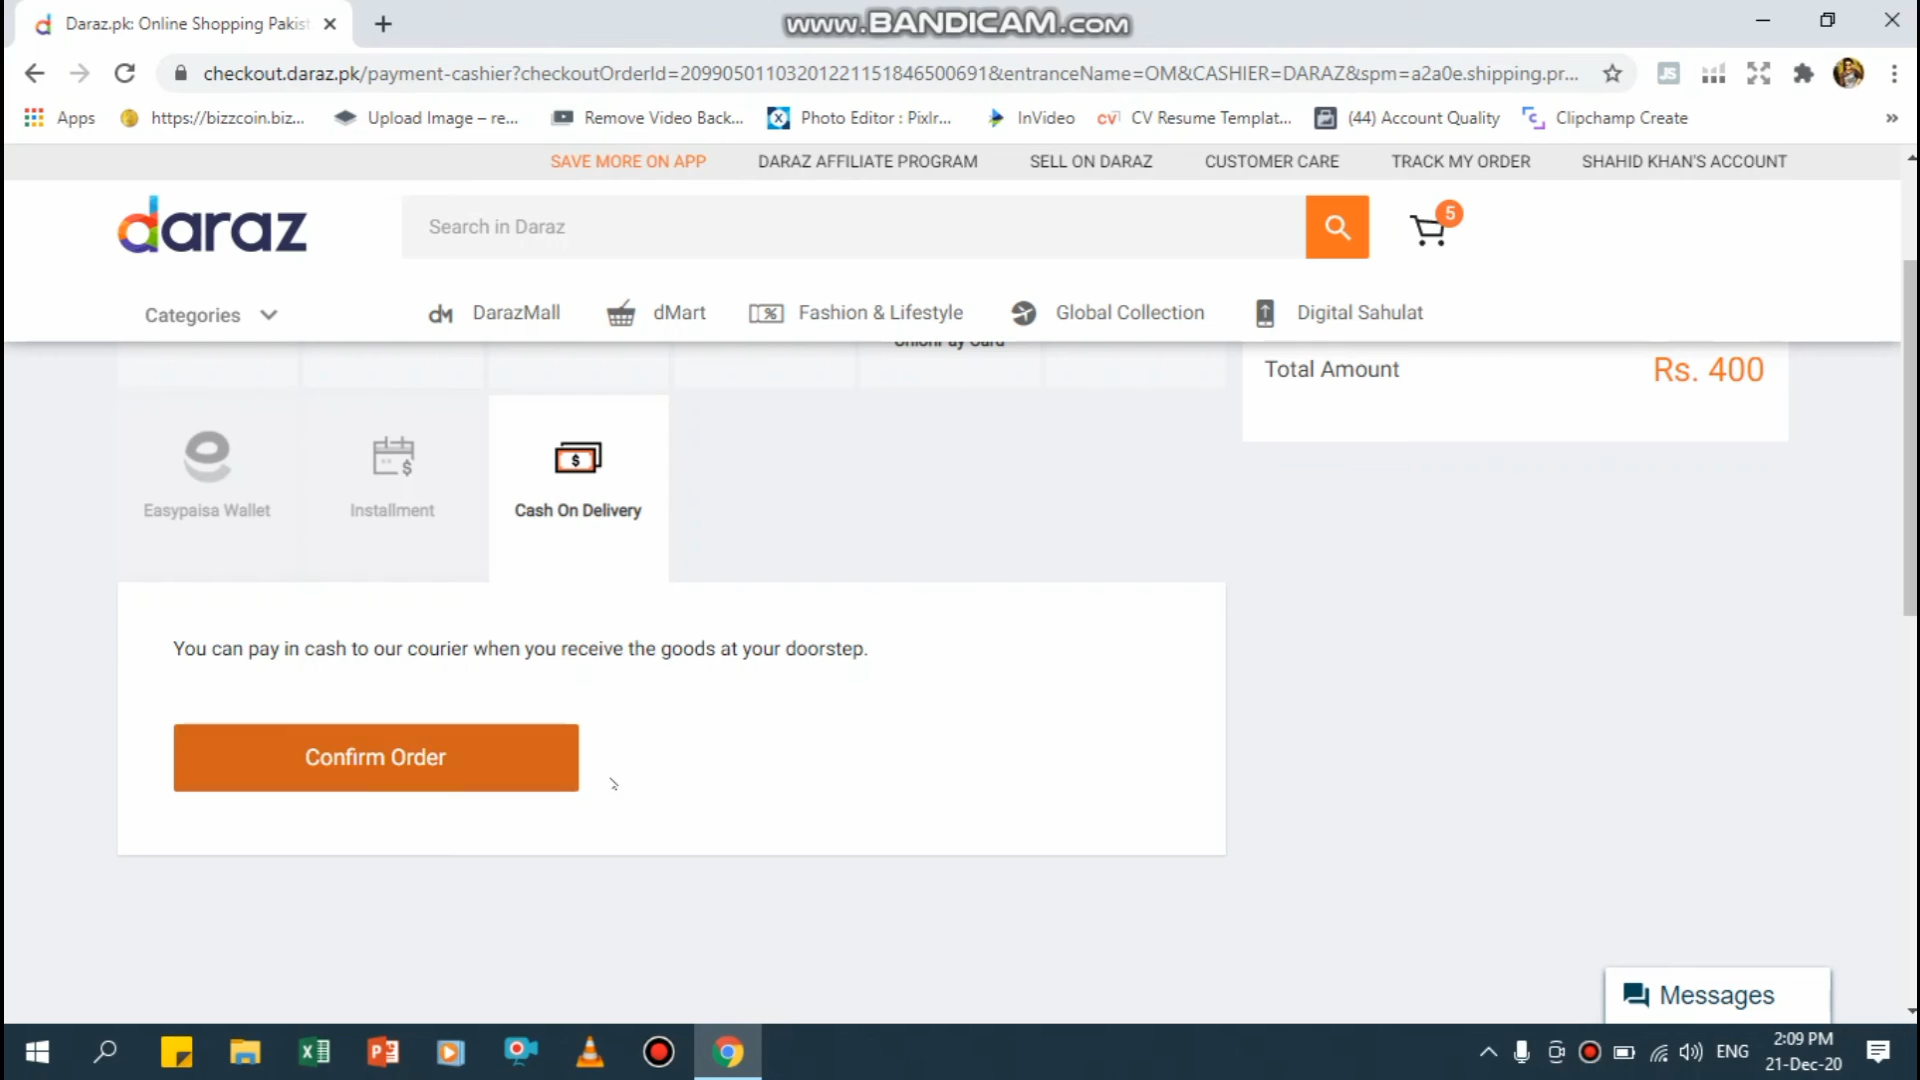 Daraz.pk: Online Shopping Pakist
www.BANDICAM.com
checkout.daraz.pk/payment-cashier?checkoutOrderId=209905011032012211518465006​91&entranceName=OM&CASHIER=DARAZ&spm=a2a0e.shipping.pr...
Apps
https://bizzcoin.biz...
Upload Image – re...
Remove Video Back...
Photo Editor : Pixlr...
InVideo
CV Resume Templat...
(44) Account Quality
Clipchamp Create
SAVE MORE ON APP
DARAZ AFFILIATE PROGRAM
SELL ON DARAZ
CUSTOMER CARE
TRACK MY ORDER
SHAHID KHAN'S ACCOUNT
daraz
Search in Daraz
5
Categories
DarazMall
dMart
Fashion & Lifestyle
Global Collection
Digital Sahulat
UnionPay Card
Total Amount
Rs. 400
Easypaisa Wallet
Installment
Cash On Delivery
You can pay in cash to our courier when you receive the goods at your doorstep.
Confirm Order
Messages
ENG
2:09 PM
21-Dec-20